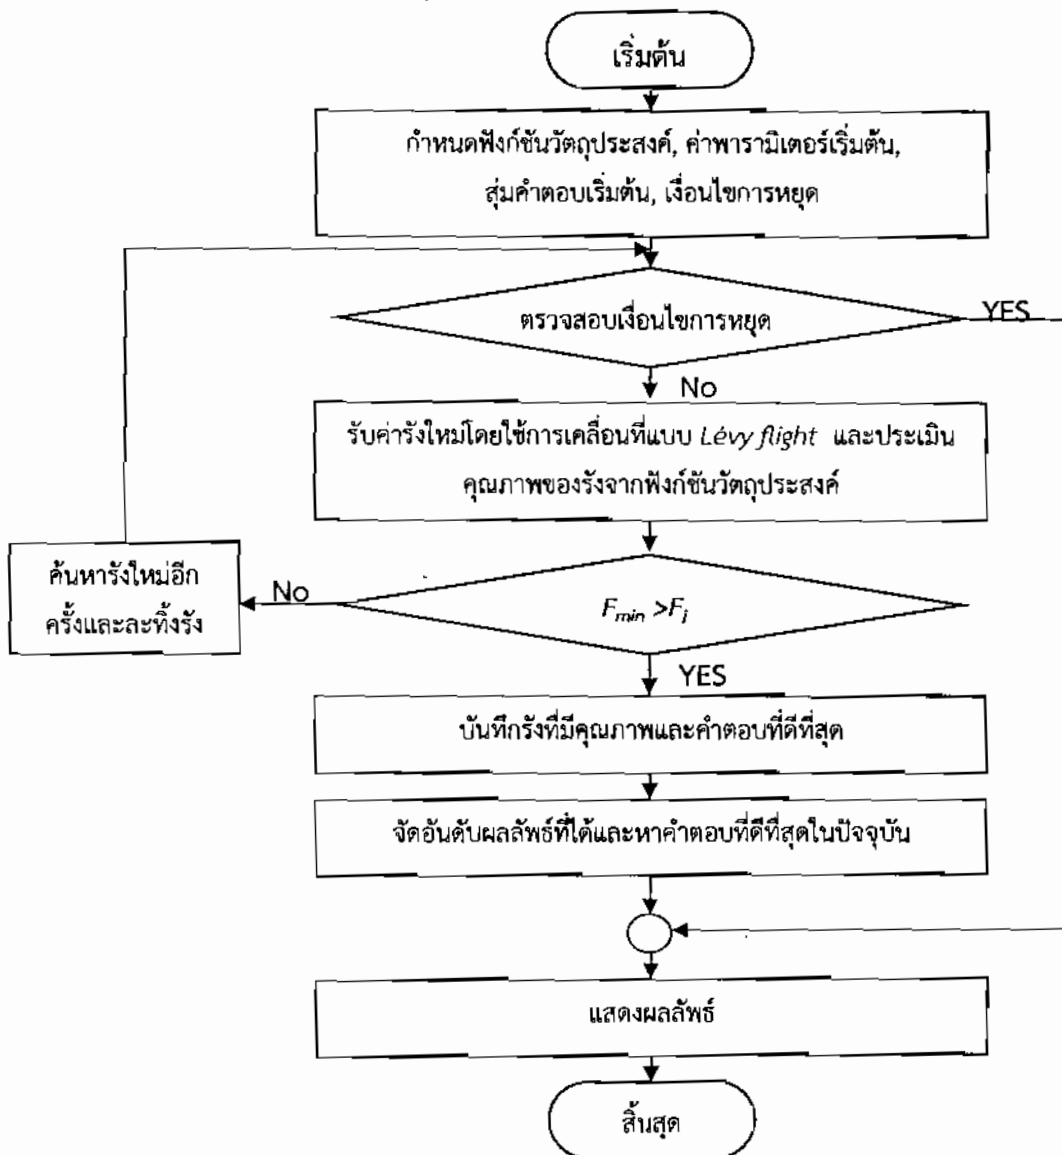 เริ่มต้น
กำหนดฟังก์ชันวัตถุประสงค์, ค่าพารามิเตอร์เริ่มต้น,
สุ่มคำตอบเริ่มต้น, เงื่อนไขการหยุด
ตรวจสอบเงื่อนไขการหยุด
YES
No
รับค่ารังใหม่โดยใช้การเคลื่อนที่แบบ Lévy flight และประเมิน
คุณภาพของรังจากฟังก์ชันวัตถุประสงค์
ค้นหารังใหม่อีก
ครั้งและละทิ้งรัง
No
F_min >F_j
YES
บันทึกรังที่มีคุณภาพและคำตอบที่ดีที่สุด
จัดอันดับผลลัพธ์ที่ได้และหาคำตอบที่ดีที่สุดในปัจจุบัน
แสดงผลลัพธ์
สิ้นสุด